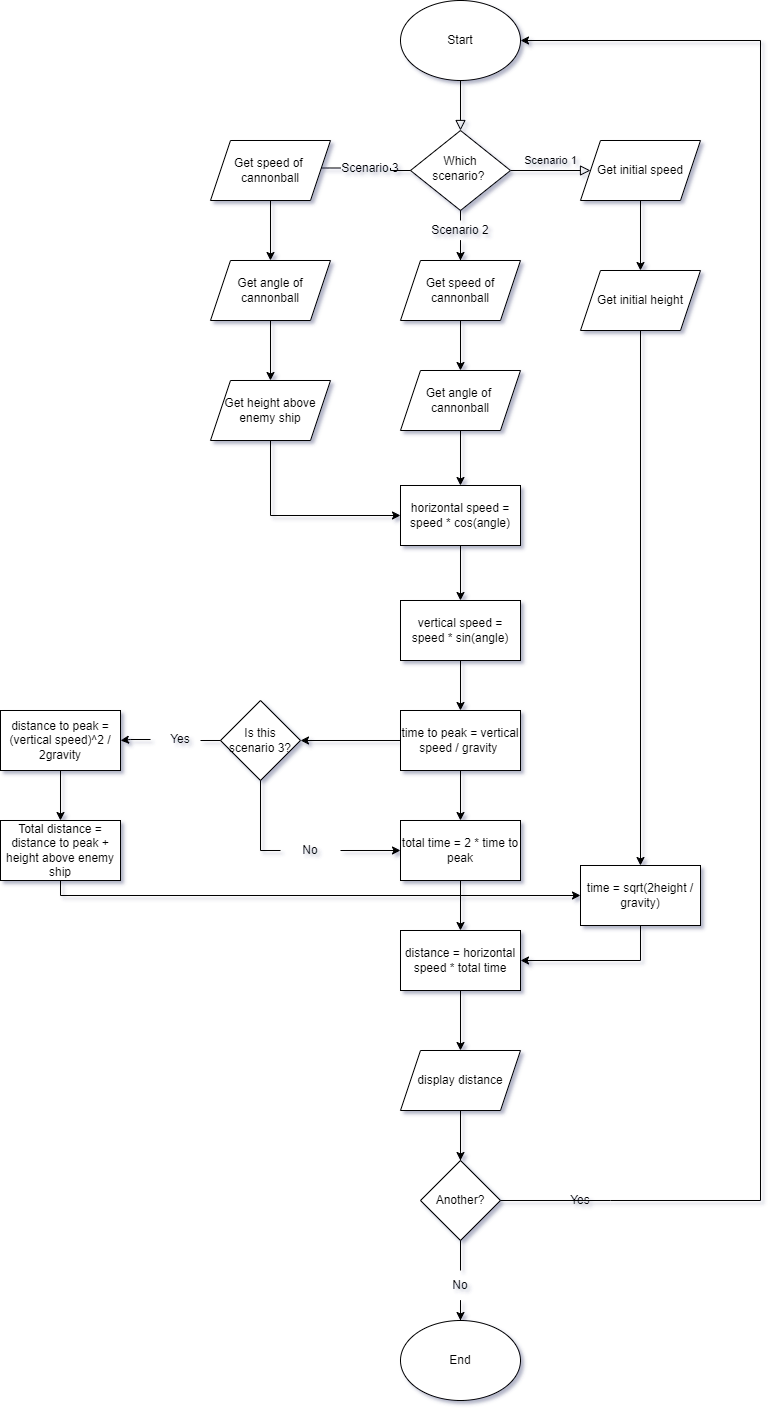 Start
Which
scenario?
Scenario 3
Scenario 1
Scenario 2
Get speed of
cannonball
Get initial speed
Get angle of
cannonball
Get speed of
cannonball
Get initial height
Get height above
enemy ship
Get angle of
cannonball
horizontal speed =
speed * cos(angle)
vertical speed =
speed * sin(angle)
time to peak = vertical
speed / gravity
Is this
scenario 3?
Yes
distance to peak =
(vertical speed)^2 /
2gravity
No
total time = 2 * time to
peak
Total distance =
distance to peak +
height above enemy
ship
time = sqrt(2height /
gravity)
distance = horizontal
speed * total time
display distance
Another?
Yes
No
End